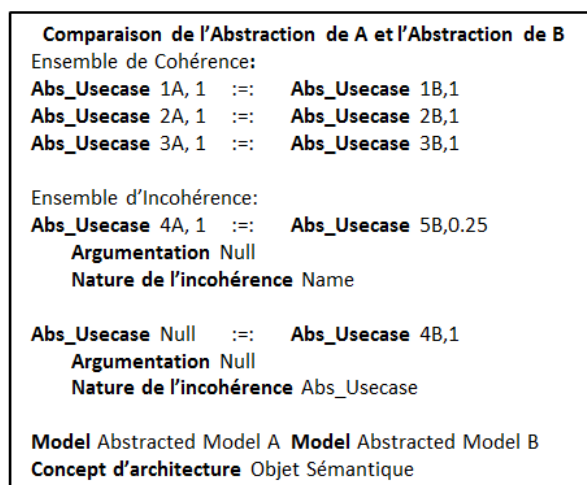 Comparaison de l'Abstraction de A et l'Abstraction de B
Ensemble de Cohérence:
Abs_Usecase 1A, 1 :=: Abs_Usecase 1B,1
Abs_Usecase 2A, 1 :=: Abs_Usecase 2B,1
Abs_Usecase 3A, 1 :=: Abs_Usecase 3B,1
Ensemble d'Incohérence:
Abs_Usecase 4A, 1 :=: Abs_Usecase 5B,0.25
Argumentation Null
Nature de l'incohérence Name
Abs_Usecase Null :=: Abs_Usecase 4B,1
Argumentation Null
Nature de l'incohérence Abs_Usecase
Model Abstracted Model A Model Abstracted Model B
Concept d'architecture Objet Sémantique